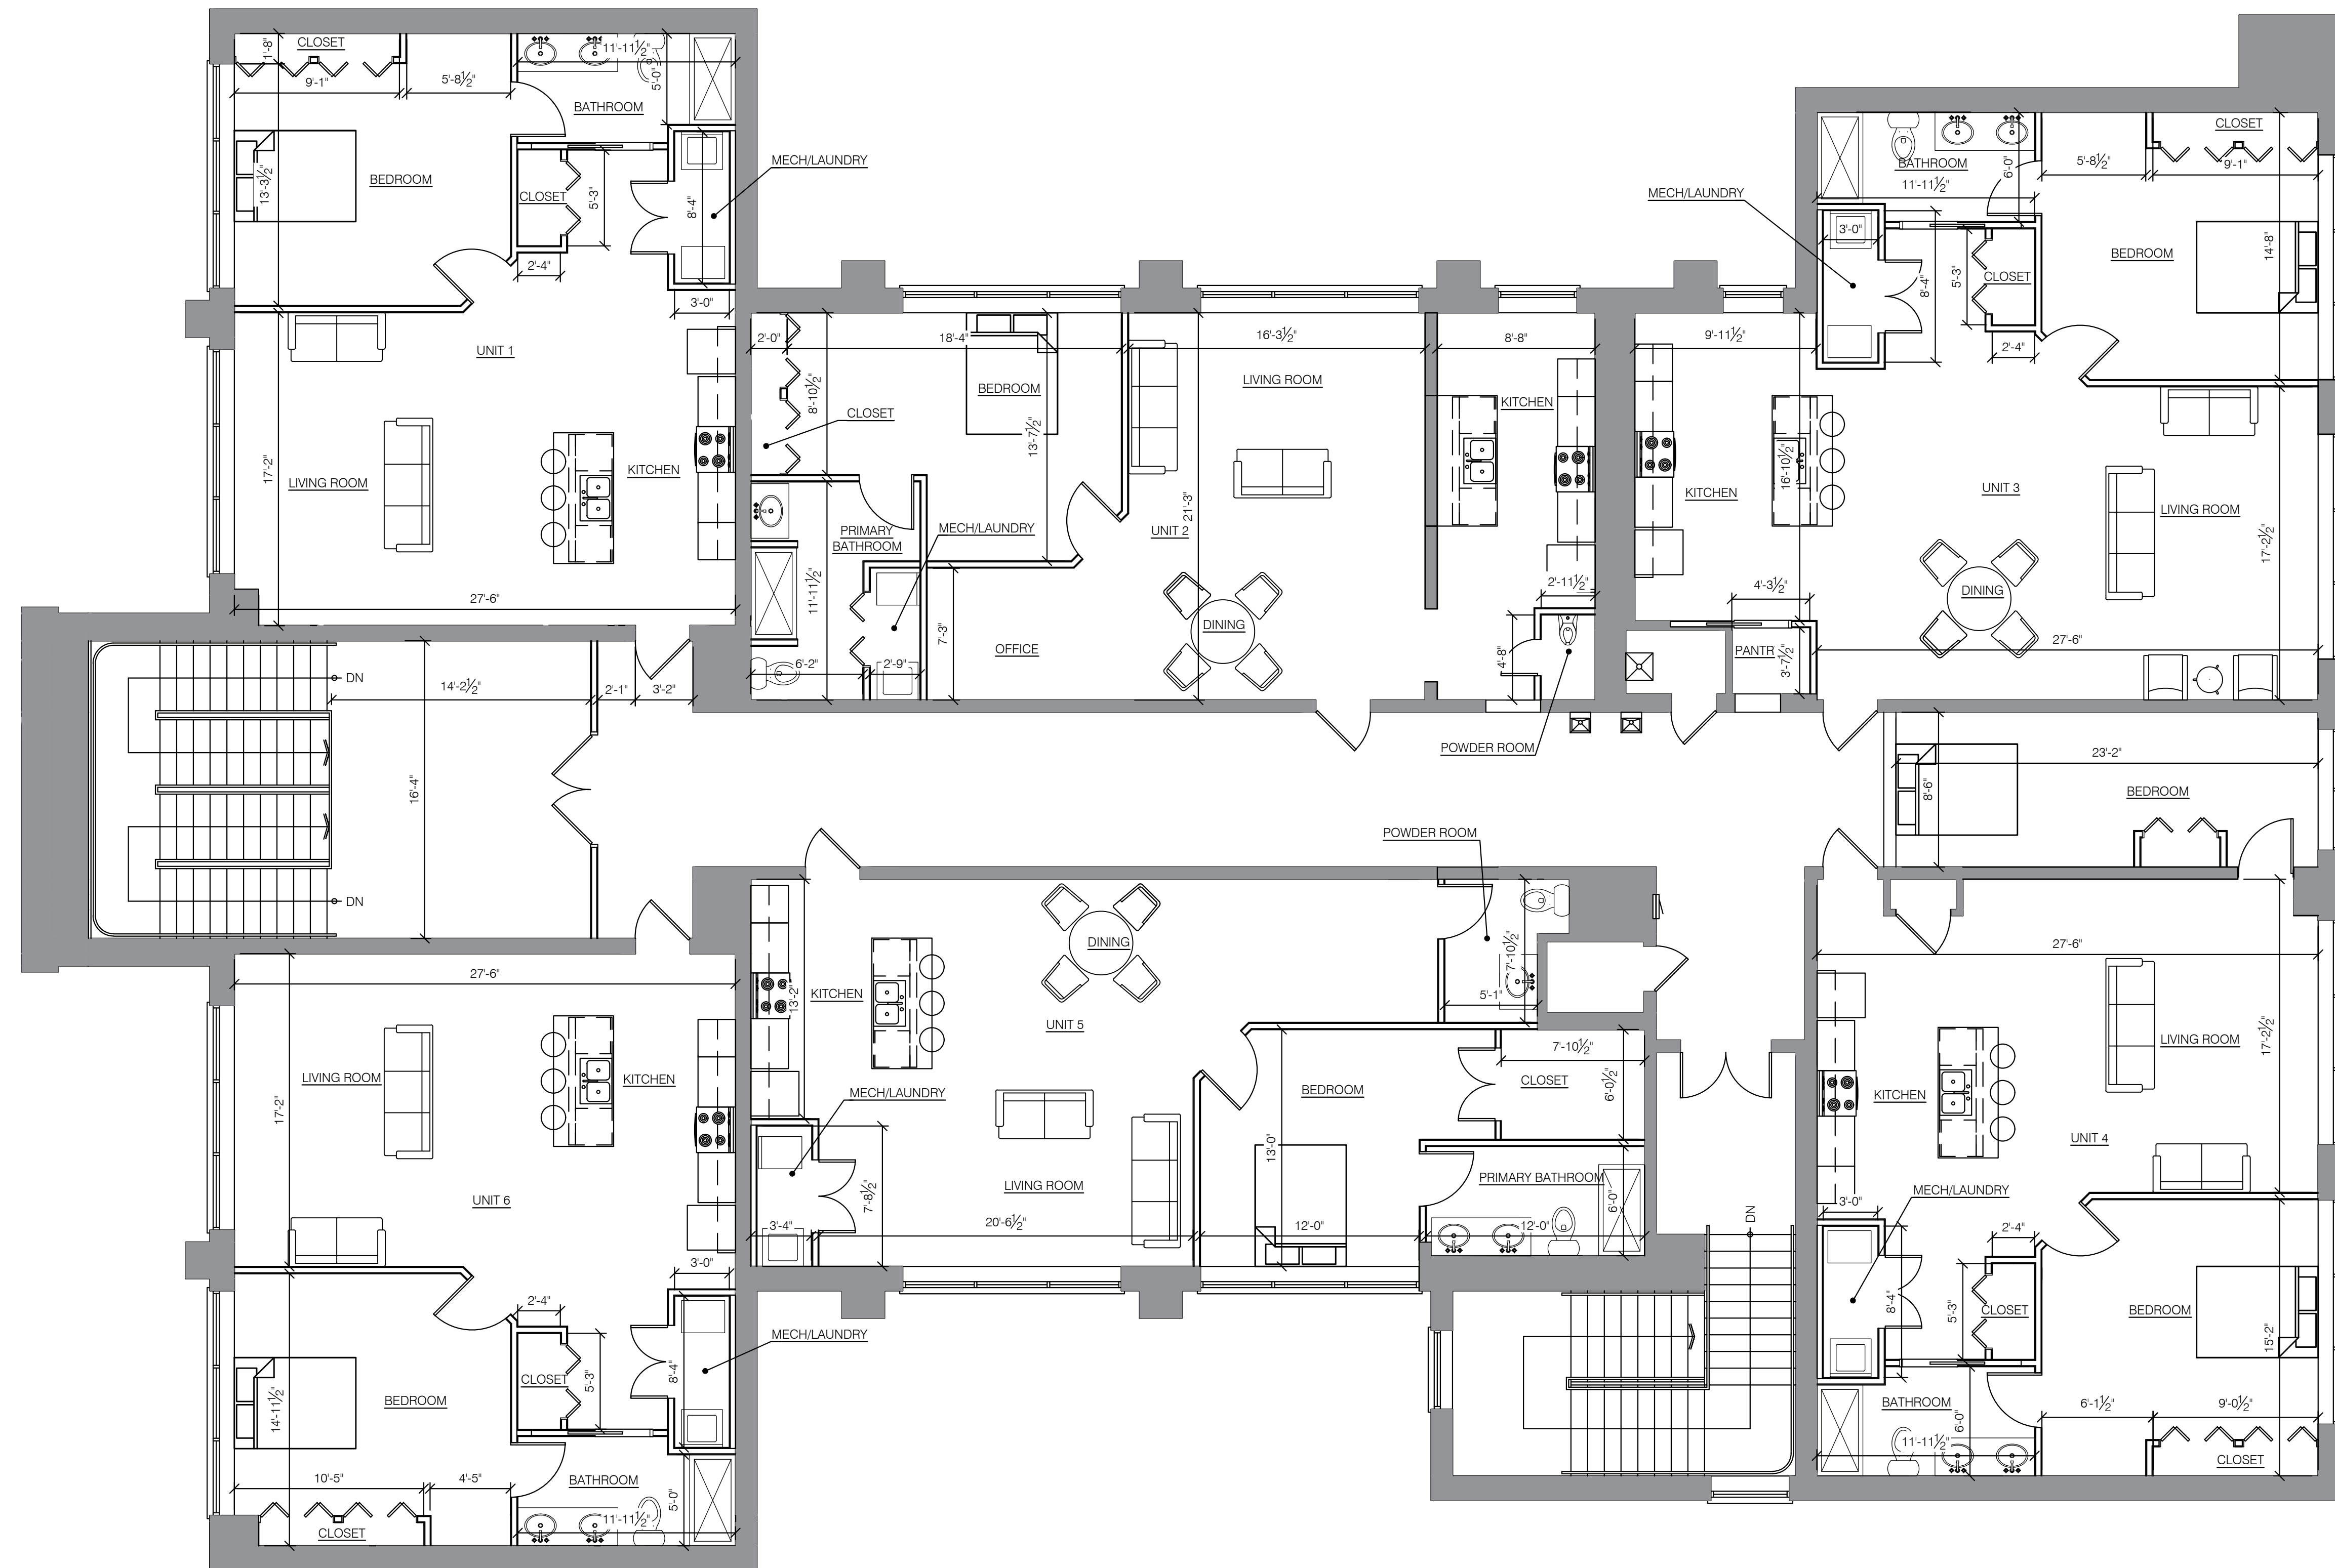 CLOSET
1'-8"
9'-1"
5'-8½"
11'-11½"
5'-0"
BATHROOM
MECH/LAUNDRY
BEDROOM
13'-3½"
CLOSET
5'-3"
8'-4"
2'-4"
3'-0"
UNIT 1
17'-2"
LIVING ROOM
KITCHEN
27'-6"
2'-0"
18'-4"
8'-10½"
CLOSET
BEDROOM
13'-7½"
PRIMARY
BATHROOM
MECH/LAUNDRY
11'-11½"
6'-2"
2'-9"
7'-3"
OFFICE
16'-3½"
LIVING ROOM
21'-3"
UNIT 2
DINING
8'-8"
KITCHEN
2'-11½"
4'-8"
POWDER ROOM
MECH/LAUNDRY
BATHROOM
11'-11½"
6'-0"
5'-8½"
CLOSET
9'-1"
3'-0"
8'-4"
5'-3"
CLOSET
2'-4"
BEDROOM
14'-8"
9'-11½"
KITCHEN
16'-10½"
UNIT 3
LIVING ROOM
17'-2½"
DINING
4'-3½"
PANTR
3'-7½"
27'-6"
DN
14'-2½"
2'-1"
3'-2"
16'-4"
DN
23'-2"
8'-6"
BEDROOM
POWDER ROOM
27'-6"
17'-2"
LIVING ROOM
KITCHEN
UNIT 6
3'-0"
2'-4"
MECH/LAUNDRY
8'-4"
5'-3"
CLOSET
BEDROOM
14'-11½"
10'-5"
4'-5"
BATHROOM
5'-0"
11'-11½"
CLOSET
KITCHEN
13'-2"
DINING
UNIT 5
7'-10½"
5'-1"
MECH/LAUNDRY
7'-8½"
3'-4"
LIVING ROOM
20'-6½"
BEDROOM
13'-0"
12'-0"
7'-10½"
CLOSET
6'-0½"
PRIMARY BATHROOM
6'-0"
12'-0"
DN
27'-6"
LIVING ROOM
17'-2½"
KITCHEN
UNIT 4
3'-0"
MECH/LAUNDRY
2'-4"
8'-4"
5'-3"
CLOSET
BEDROOM
15'-2"
BATHROOM
6'-0"
11'-11½"
6'-1½"
9'-0½"
CLOSET